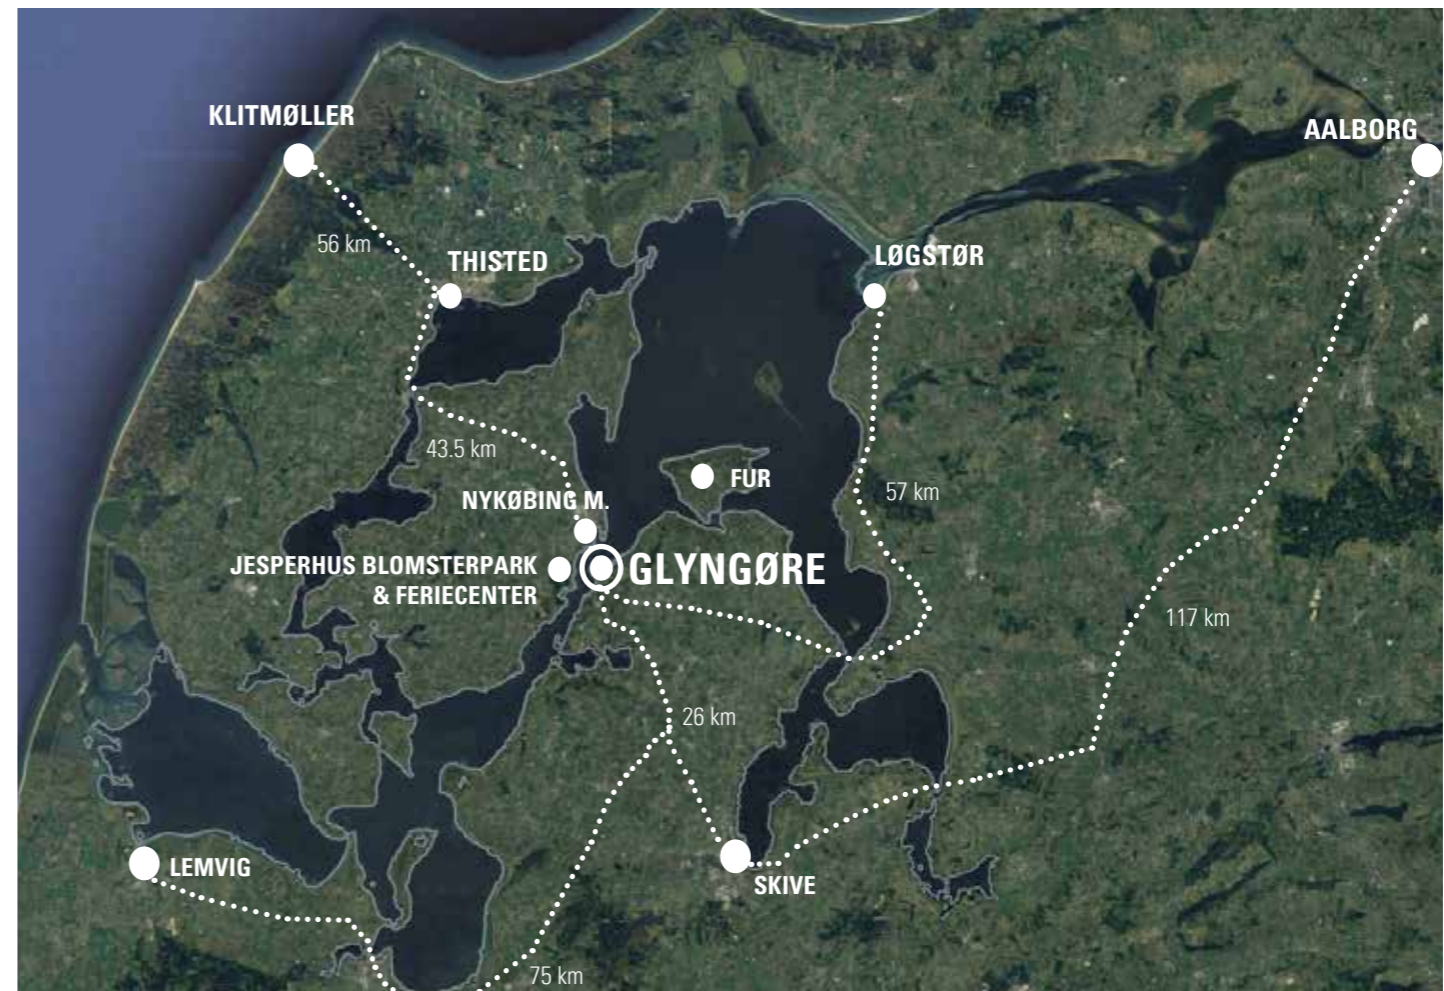 KLITMØLLER
AALBORG
56 km
THISTED
LØGSTØR
43.5 km
FUR
NYKØBING M.
57 km
JESPERHUS BLOMSTERPARK
& FERIECENTER
GLYNGØRE
117 km
26 km
LEMVIG
SKIVE
75 km